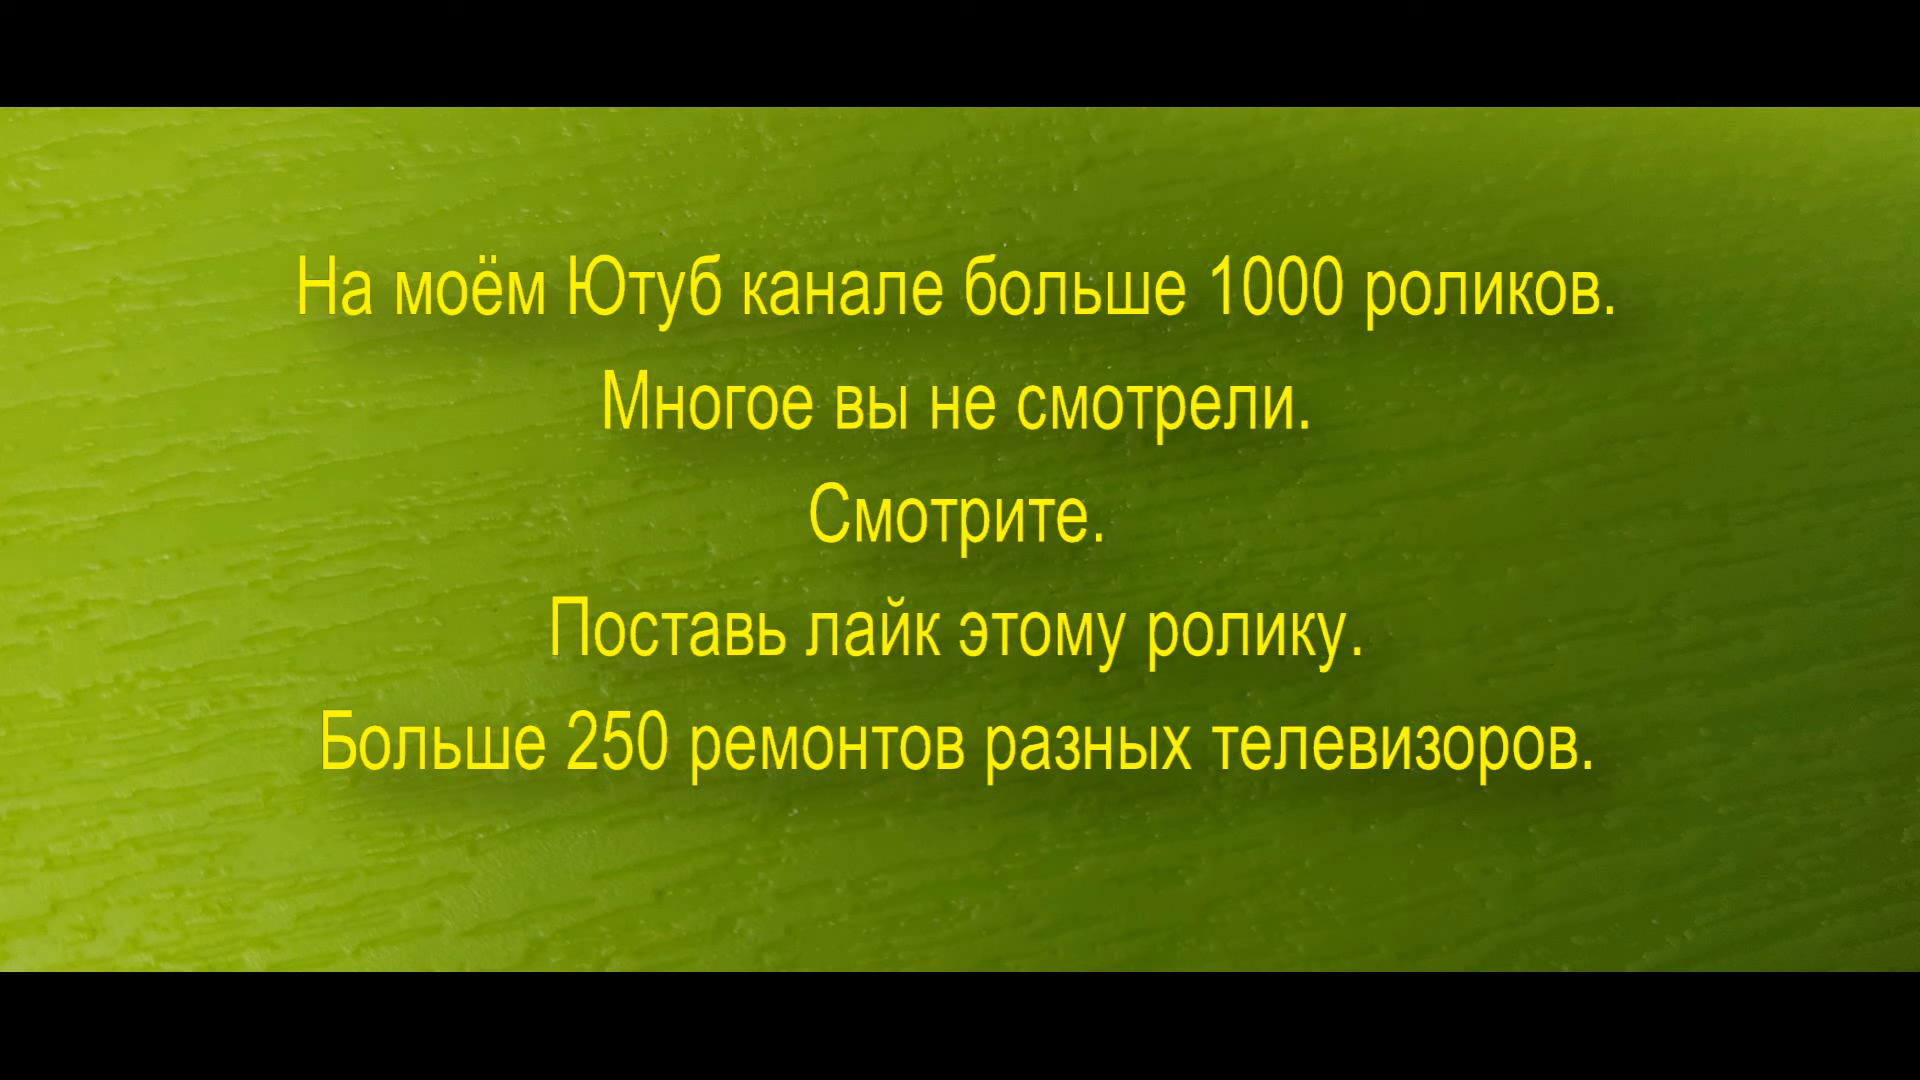 На моём Ютуб канале больше 1000 роликов.
Многое вы не смотрели.
Смотрите.
Поставь лайк этому ролику.
Больше 250 ремонтов разных телевизоров.